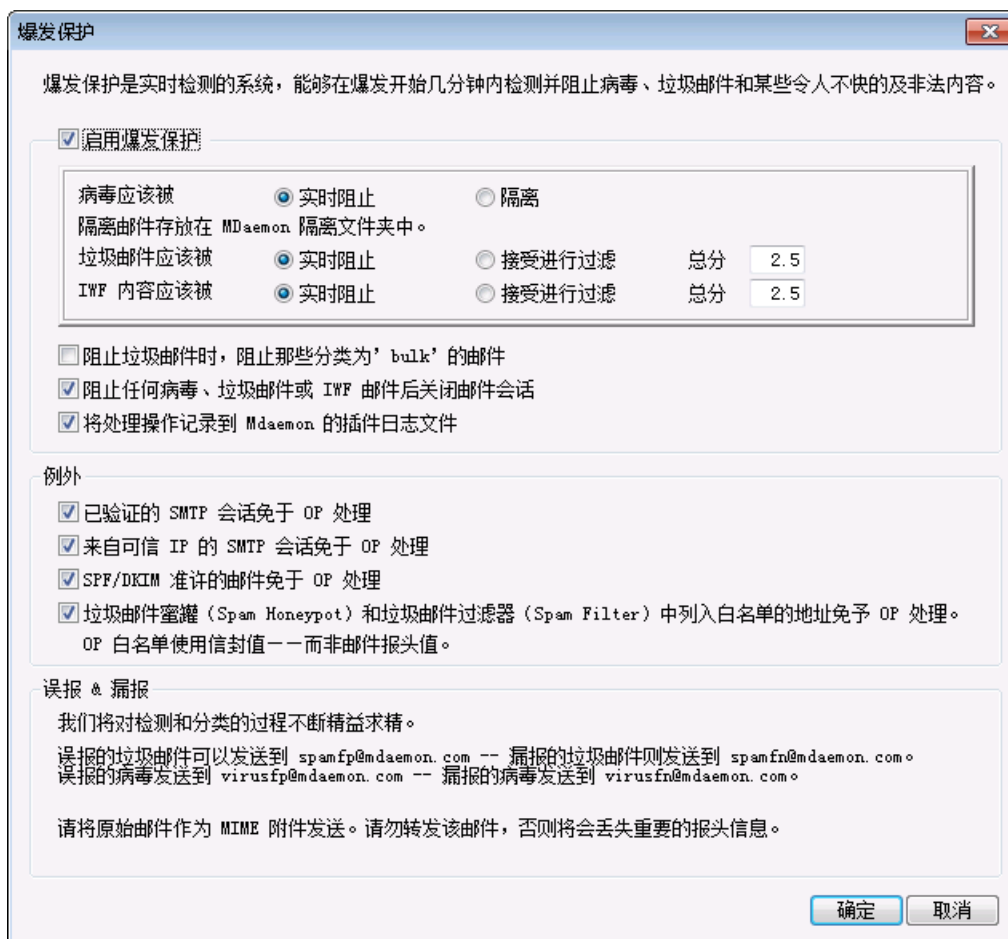 爆发保护
爆发保护是实时检测的系统，能够在爆发开始几分钟内检测并阻止病毒、垃圾邮件和某些令人不快的及非法内容。
启用爆发保护
病毒应该被 实时阻止 隔离
隔离邮件存放在 MDaemon 隔离文件夹中。
垃圾邮件应该被 实时阻止 接受进行过滤 总分 2.5
IWF 内容应该被 实时阻止 接受进行过滤 总分 2.5
阻止垃圾邮件时，阻止那些分类为’bulk’的邮件
阻止任何病毒、垃圾邮件或 IWF 邮件后关闭邮件会话
将处理操作记录到 Mdaemon 的插件日志文件
例外
已验证的 SMTP 会话免于 OP 处理
来自可信 IP 的 SMTP 会话免于 OP 处理
SPF/DKIM 准许的邮件免于 OP 处理
垃圾邮件蜜罐（Spam Honeypot）和垃圾邮件过滤器（Spam Filter）中列入白名单的地址免予 OP 处理。
OP 白名单使用信封值——而非邮件报头值。
误报 & 漏报
我们将对检测和分类的过程不断精益求精。
误报的垃圾邮件可以发送到 spamfp@mdaemon.com -- 漏报的垃圾邮件则发送到 spamfn@mdaemon.com。
误报的病毒发送到 virusfp@mdaemon.com -- 漏报的病毒发送到 virusfn@mdaemon.com。
请将原始邮件作为 MIME 附件发送。请勿转发该邮件，否则将会丢失重要的报头信息。
确定 取消